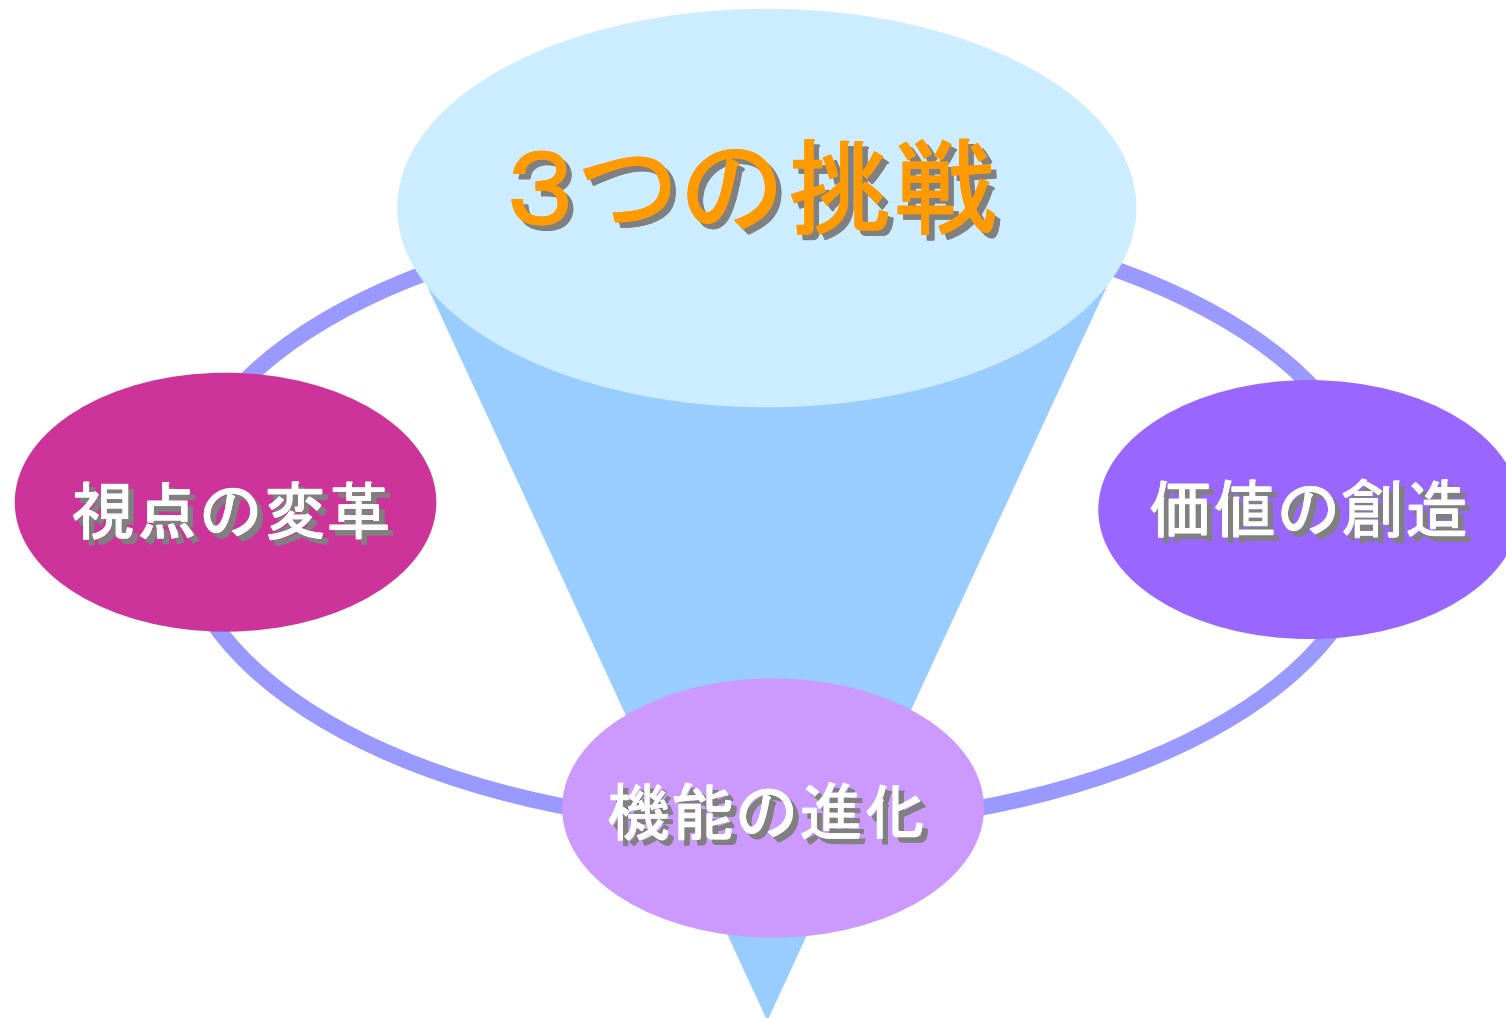 3つの挑戦
視点の変革
価値の創造
機能の進化